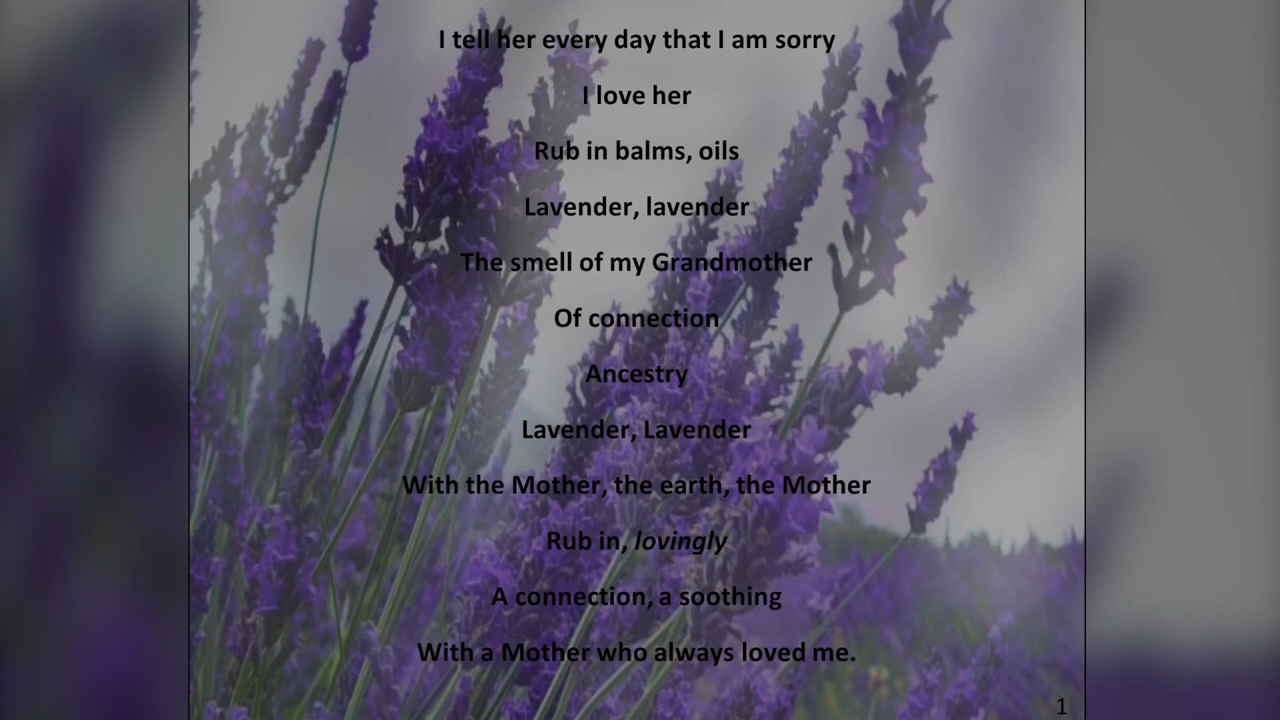 I tell her every day that I am sorry
I love her
Rub in balms, oils
Lavender, lavender
The smell of my Grandmother
Of connection
Ancestry
Lavender, Lavender
With the Mother, the earth, the Mother
Rub in, lovingly
A connection, a soothing
With a Mother who always loved me.
1